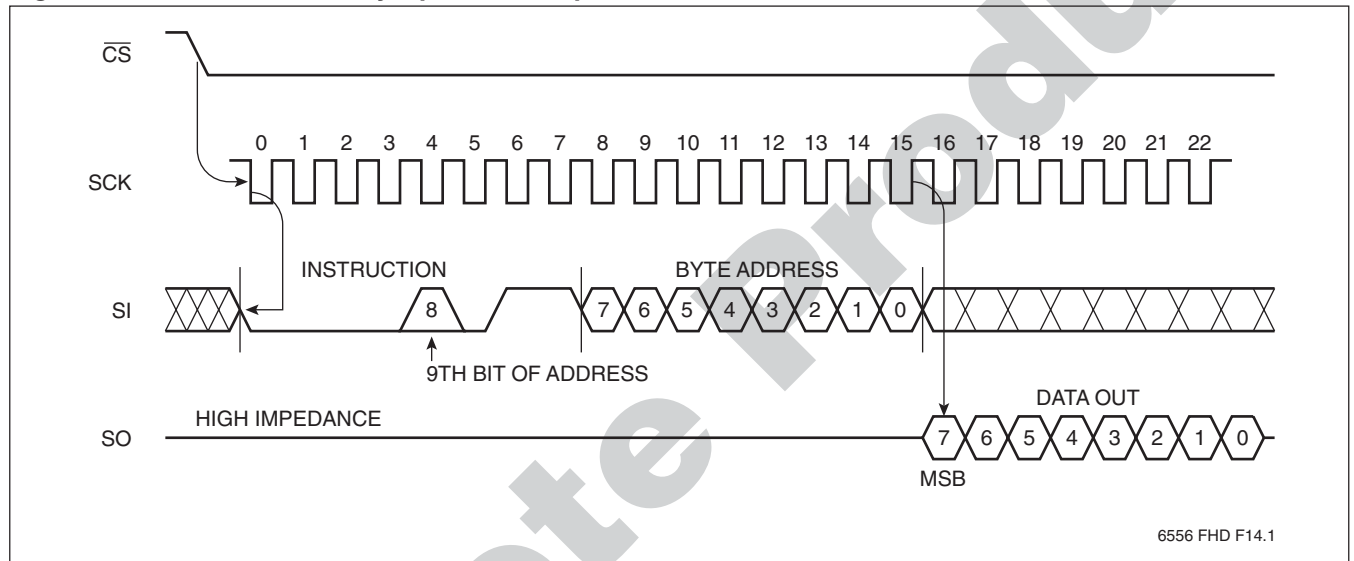 CS
0 1 2 3 4 5 6 7 8 9 10 11 12 13 14 15 16 17 18 19 20 21 22
SCK
INSTRUCTION
BYTE ADDRESS
SI
8
7 6 5 4 3 2 1 0
9TH BIT OF ADDRESS
HIGH IMPEDANCE
DATA OUT
SO
7 6 5 4 3 2 1 0
MSB
6556 FHD F14.1